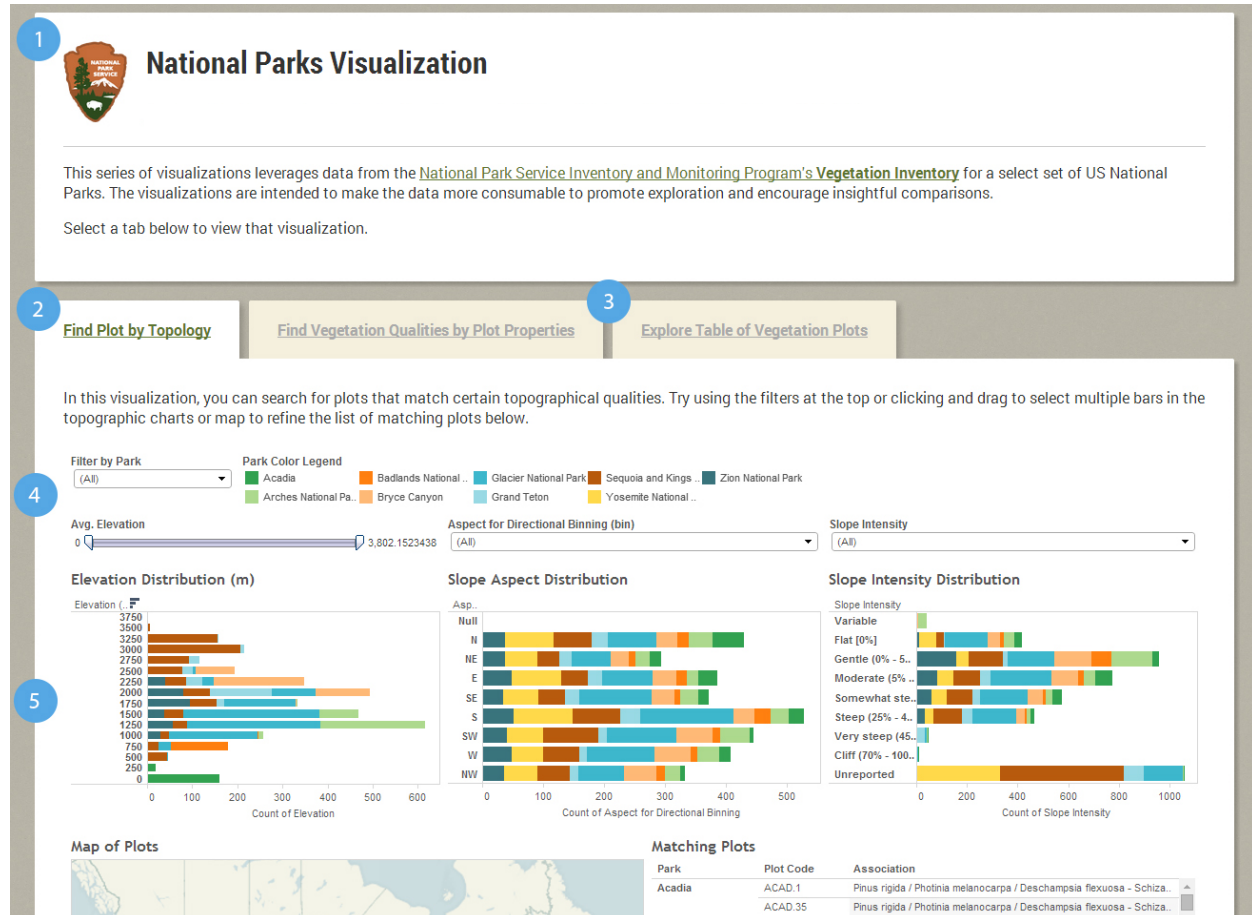 1
NATIONAL
PARK
SERVICE
National Parks Visualization
This series of visualizations leverages data from the National Park Service Inventory and Monitoring Program's Vegetation Inventory for a select set of US National
Parks. The visualizations are intended to make the data more consumable to promote exploration and encourage insightful comparisons.
Select a tab below to view that visualization.
2
3
Find Plot by Topology
Find Vegetation Qualities by Plot Properties
Explore Table of Vegetation Plots
In this visualization, you can search for plots that match certain topographical qualities. Try using the filters at the top or clicking and drag to select multiple bars in the
topographic charts or map to refine the list of matching plots below.
4
Filter by Park
(All)
Park Color Legend
Acadia
Badlands National ..
Glacier National Park
Sequoia and Kings ..
Zion National Park
Arches National Pa..
Bryce Canyon
Grand Teton
Yosemite National ..
Avg. Elevation
0
3,802.1523438
Aspect for Directional Binning (bin)
(All)
Slope Intensity
(All)
5
Elevation Distribution (m)
Elevation (..
3750
3500
3250
3000
2750
2500
2250
2000
1750
1500
1250
1000
750
500
250
0
0 100 200 300 400 500 600
Count of Elevation
Slope Aspect Distribution
Asp..
Null
N
NE
E
SE
S
SW
W
NW
0 100 200 300 400 500
Count of Aspect for Directional Binning
Slope Intensity Distribution
Slope Intensity
Variable
Flat [0%]
Gentle (0% - 5..
Moderate (5% ..
Somewhat ste..
Steep (25% - 4..
Very steep (45..
Cliff (70% - 100..
Unreported
0 200 400 600 800 1000
Count of Slope Intensity
Map of Plots
Matching Plots
Park Plot Code Association
Acadia ACAD.1 Pinus rigida / Photinia melanocarpa / Deschampsia flexuosa - Schiza..
ACAD.35 Pinus rigida / Photinia melanocarpa / Deschampsia flexuosa - Schiza..